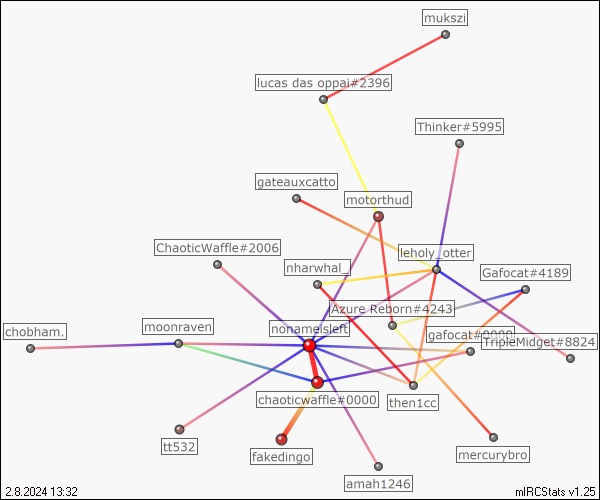 mukszi
lucas das oppai#2396
Thinker#5995
gateauxcatto
motorthud
ChaoticWaffle#2006
leholy_otter
nharwhal_
Gafocat#4189
Azure Reborn#4243
chobham.
moonraven
nonameisleft
gafocat#0000
TripleMidget#8824
chaoticwaffle#0000
then1cc
tt532
fakedingo
mercurybro
amah1246
2.8.2024 13:32
mIRCStats v1.25